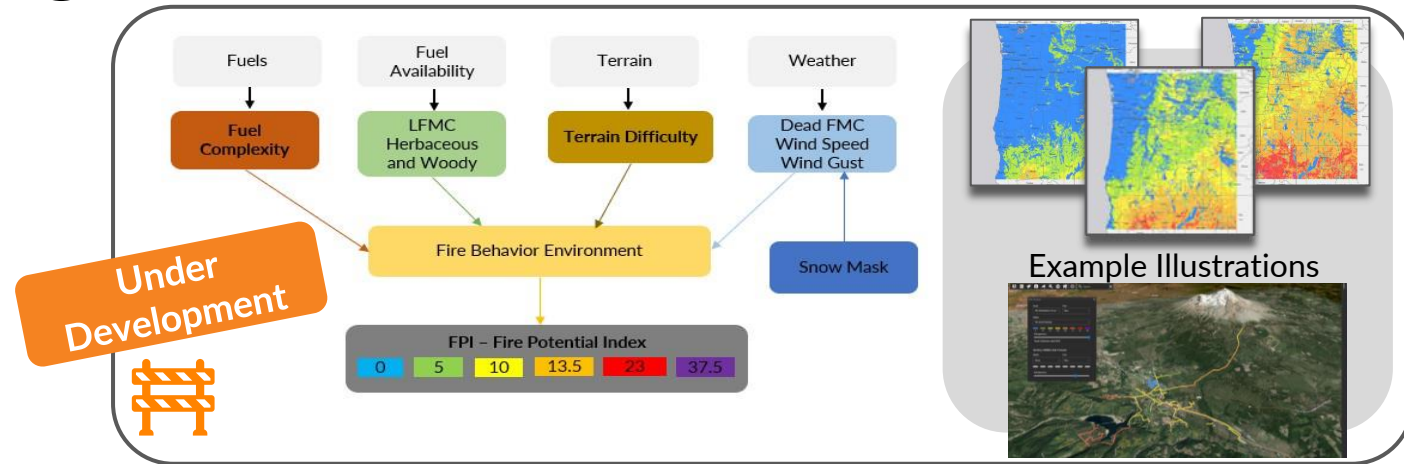 Fuels
Fuel
Availability
Terrain
Weather
Fuel
Complexity
LFMC
Herbaceous
and Woody
Terrain Difficulty
Dead FMC
Wind Speed
Wind Gust
Fire Behavior Environment
Snow Mask
Under
Development
FPI – Fire Potential Index
0 5 10 13.5 23 37.5
Example Illustrations